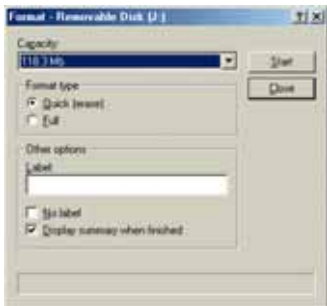 Format - Removable Disk (J:)
Capacity:
118.3 Mb
Start
Close
Format type
Quick (erase)
Full
Other options
Label:
No label
Display summary when finished